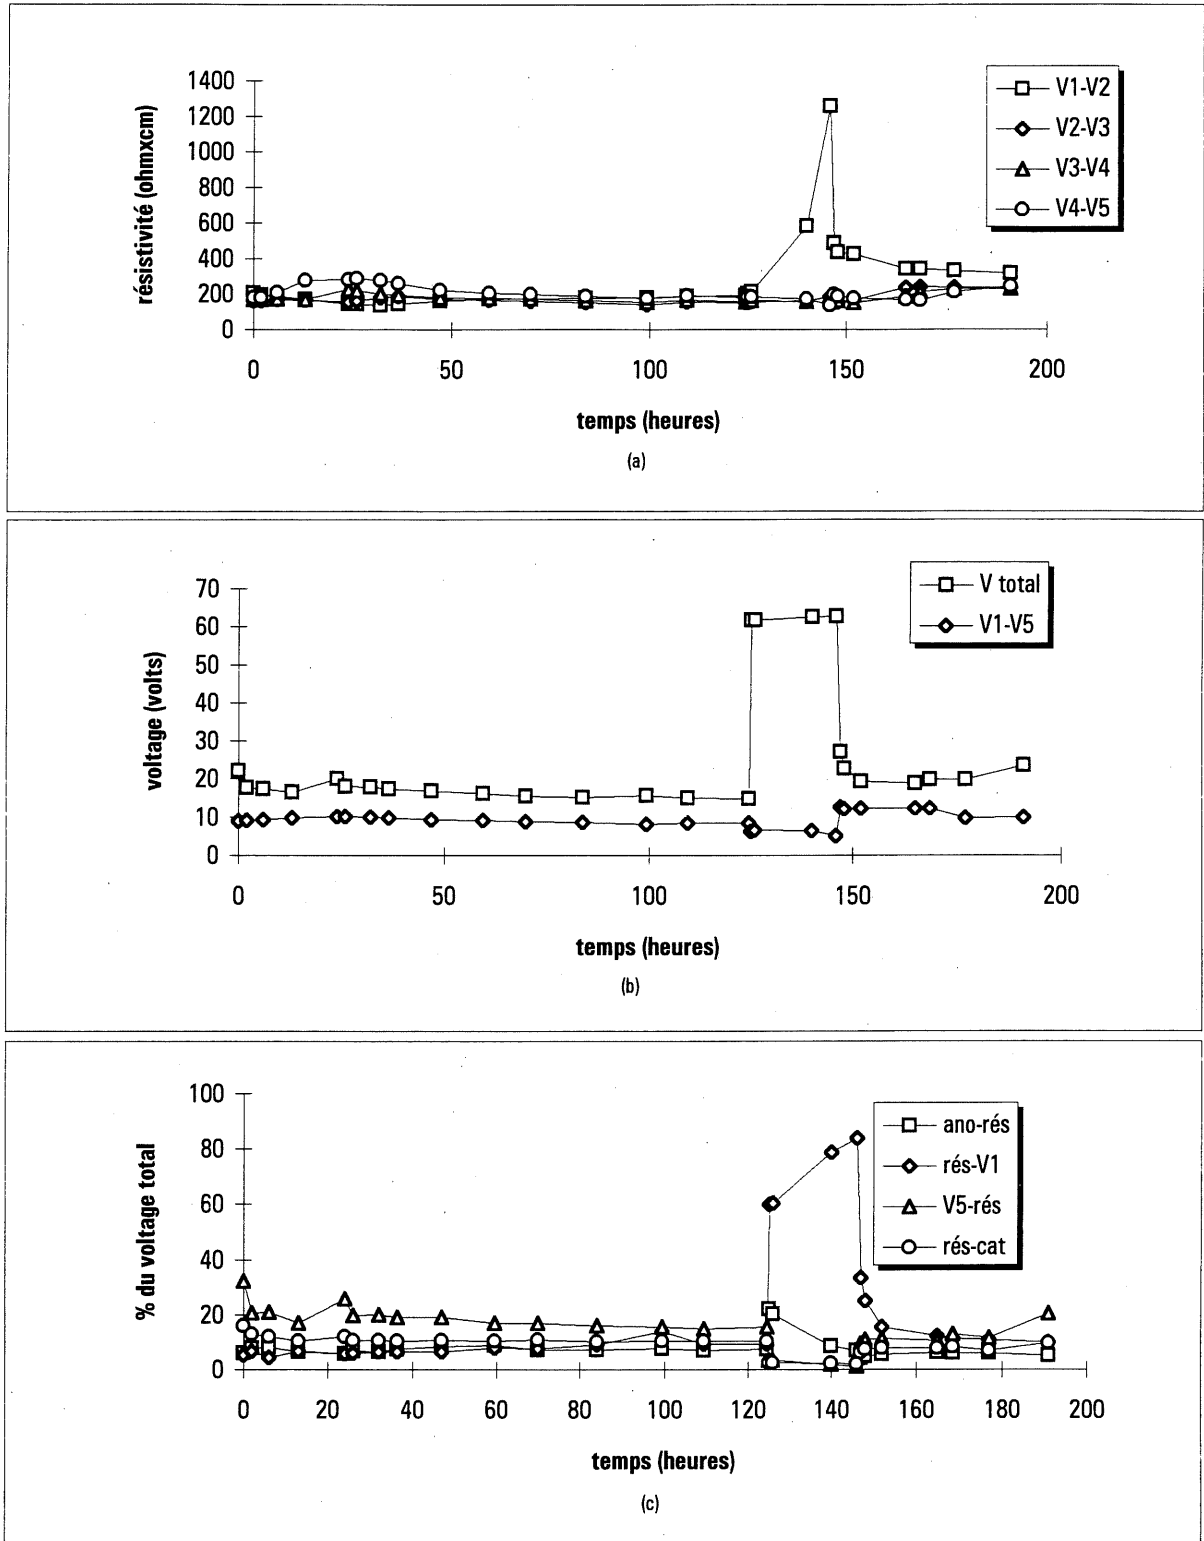 1400
1200
1000
800
600
400
200
0
résistivité (ohmxcm)
0 50 100 150 200
temps (heures)
(a)
V1-V2
V2-V3
V3-V4
V4-V5
70
60
50
40
30
20
10
0
voltage (volts)
0 50 100 150 200
temps (heures)
(b)
V total
V1-V5
100
80
60
40
20
0
% du voltage total
0 20 40 60 80 100 120 140 160 180 200
temps (heures)
(c)
ano-rés
rés-V1
V5-rés
rés-cat